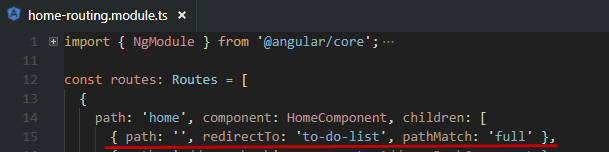 home-routing.module.ts ×
1 import { NgModule } from '@angular/core';…
11
12 const routes: Routes = [
13 {
14 path: 'home', component: HomeComponent, children: [
15 { path: '', redirectTo: 'to-do-list', pathMatch: 'full' },